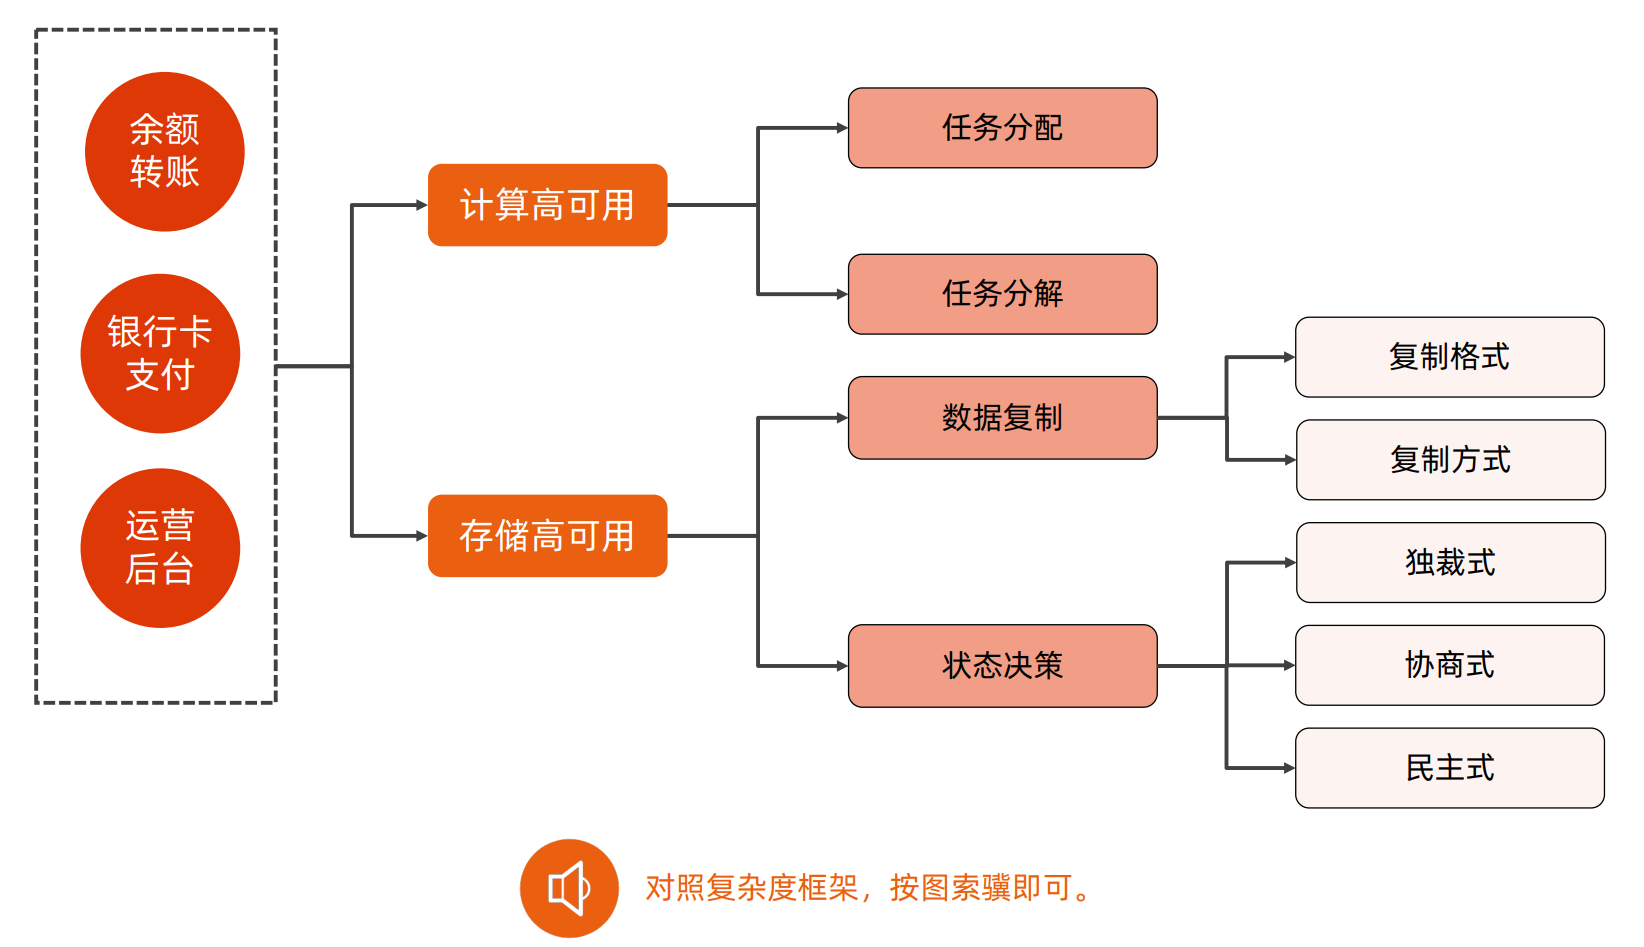 余额
转账
银行卡
支付
运营
后台
计算高可用
存储高可用
任务分配
任务分解
数据复制
状态决策
复制格式
复制方式
独裁式
协商式
民主式
对照复杂度框架，按图索骥即可。